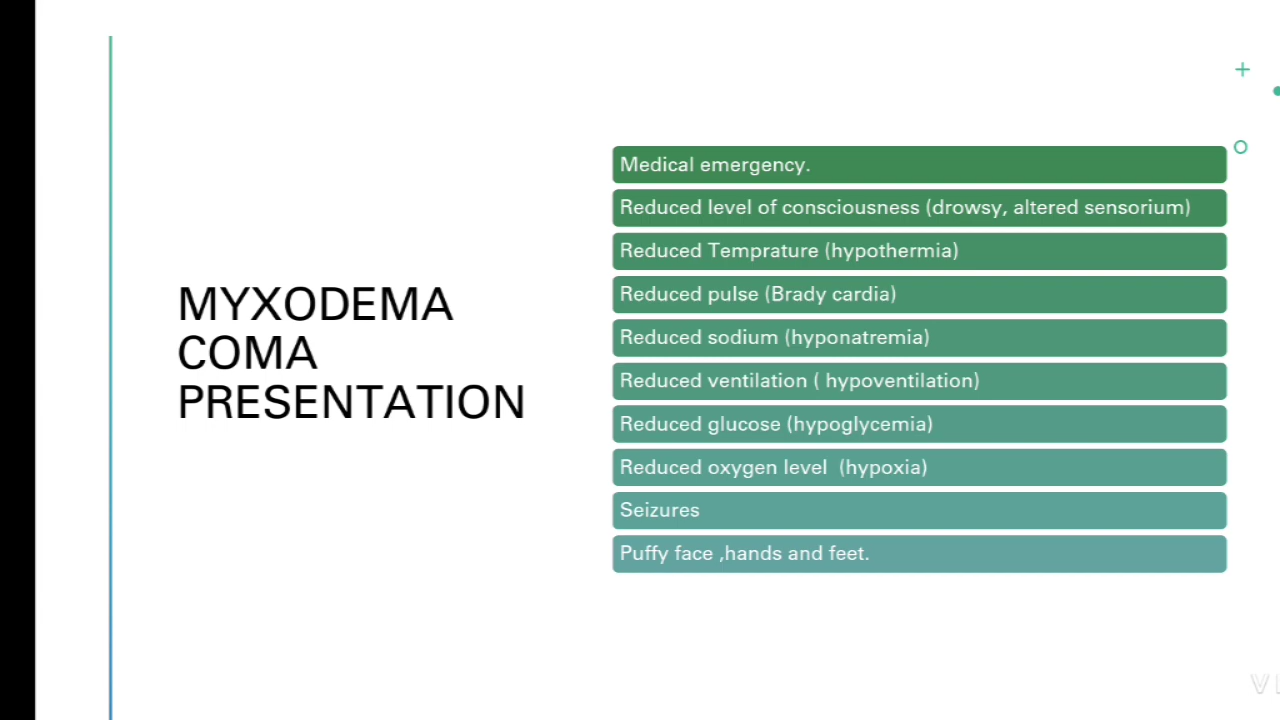 MYXODEMA
COMA
PRESENTATION
Medical emergency.
Reduced level of consciousness (drowsy, altered sensorium)
Reduced Temprature (hypothermia)
Reduced pulse (Brady cardia)
Reduced sodium (hyponatremia)
Reduced ventilation ( hypoventilation)
Reduced glucose (hypoglycemia)
Reduced oxygen level  (hypoxia)
Seizures
Puffy face ,hands and feet.